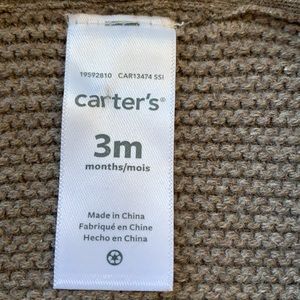 19592810 CAR13474 SSI
carter's®
3m
months/mois
Made in China
Fabriqué en Chine
Hecho en China